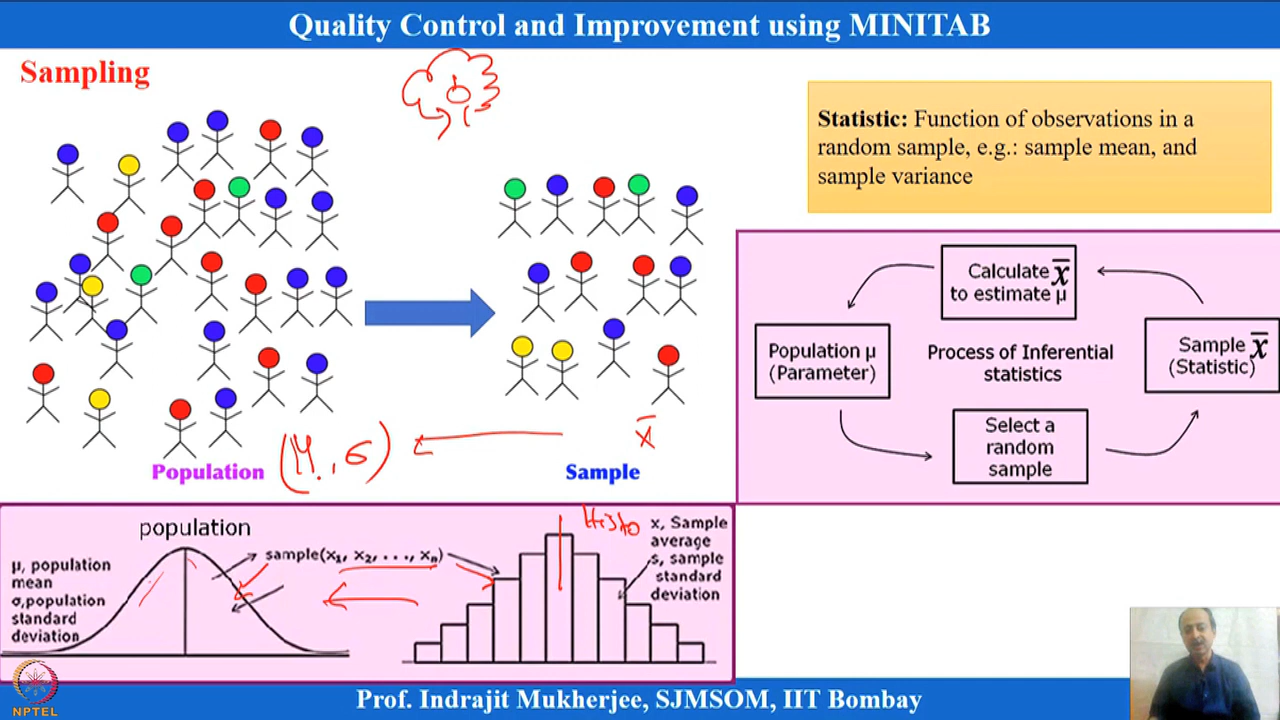 Quality Control and Improvement using MINITAB
Sampling
Statistic: Function of observations in a
random sample, e.g.: sample mean, and
sample variance
Calculate x̅
to estimate μ
Population μ
(Parameter)
Process of Inferential
statistics
Sample x̅
(Statistic)
Select a
random
sample
Population
(μ, σ)
x̅
Sample
population
μ, population
mean
σ,population
standard
deviation
sample(x₁, x₂, . . ., xₙ)
Histo
x, Sample
average
s, sample
standard
deviation
NPTEL
Prof. Indrajit Mukherjee, SJMSOM, IIT Bombay